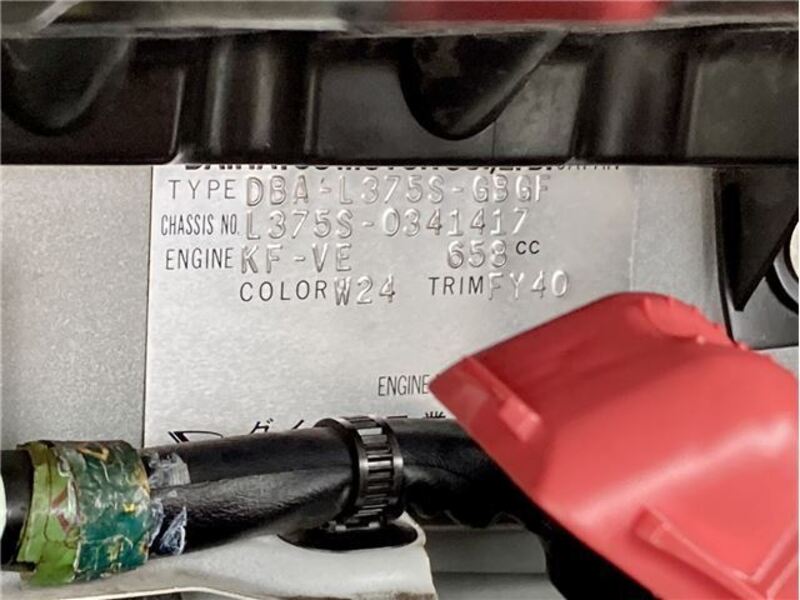 TYPE DBA-L375S-GBGF
CHASSIS NO. L375S-0341417
ENGINE KF-VE 658 CC
COLOR W24 TRIM FY40
ENGINE